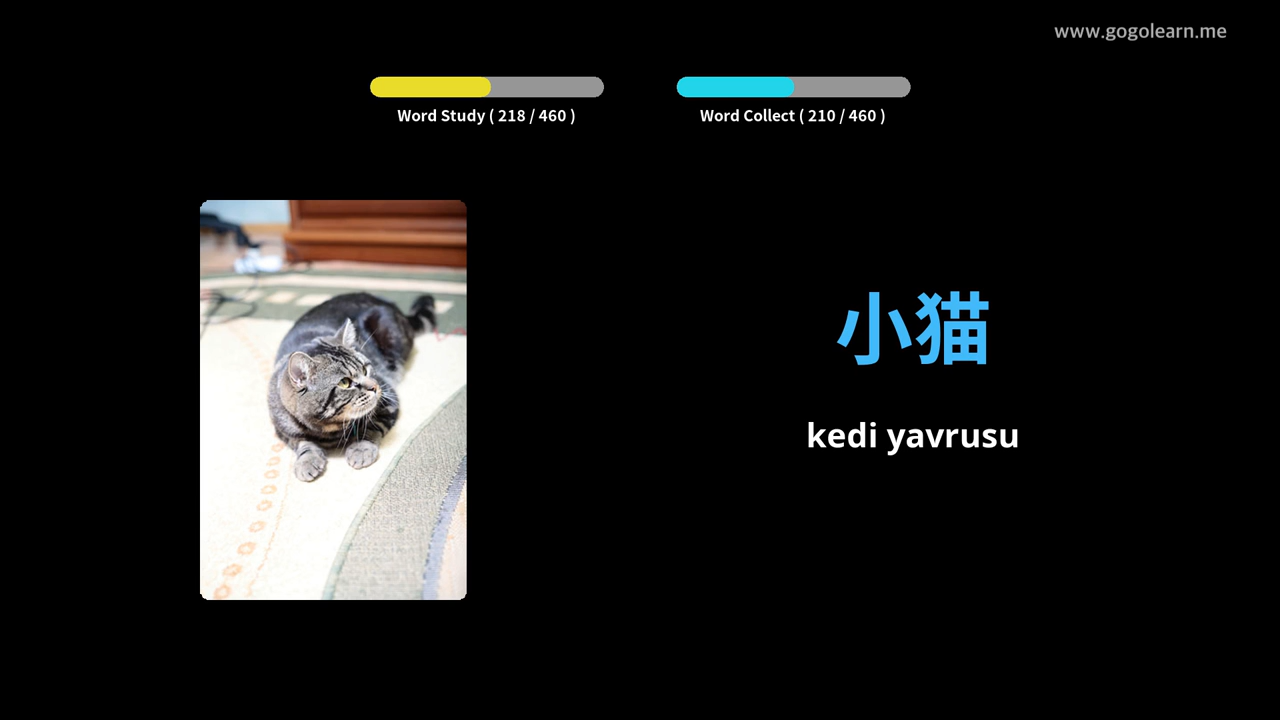 www.gogolearn.me
Word Study ( 218 / 460 )
Word Collect ( 210 / 460 )
小猫
kedi yavrusu